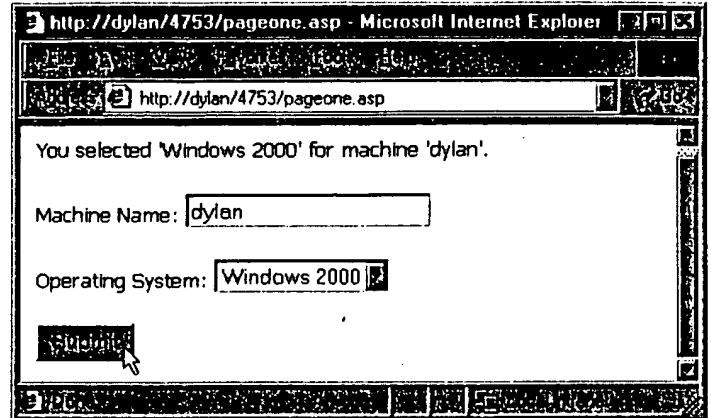 http://dylan/4753/pageone.asp - Microsoft Internet Explorer
http://dylan/4753/pageone.asp
You selected 'Windows 2000' for machine 'dylan'.
Machine Name: dylan
Operating System: Windows 2000
Submit